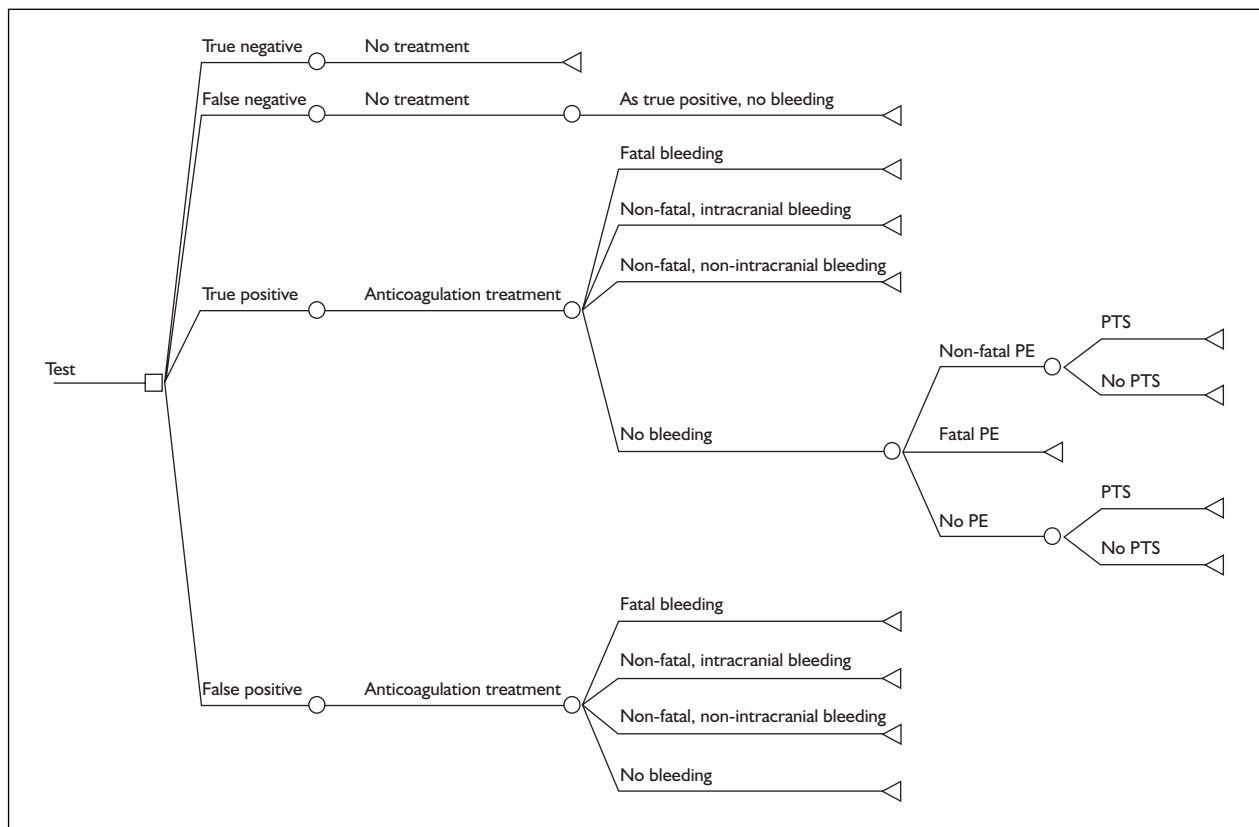 True negative
No treatment
False negative
No treatment
As true positive, no bleeding
Fatal bleeding
Non-fatal, intracranial bleeding
Non-fatal, non-intracranial bleeding
True positive
Anticoagulation treatment
PTS
Non-fatal PE
Test
No PTS
No bleeding
Fatal PE
PTS
No PE
No PTS
Fatal bleeding
Non-fatal, intracranial bleeding
False positive
Anticoagulation treatment
Non-fatal, non-intracranial bleeding
No bleeding